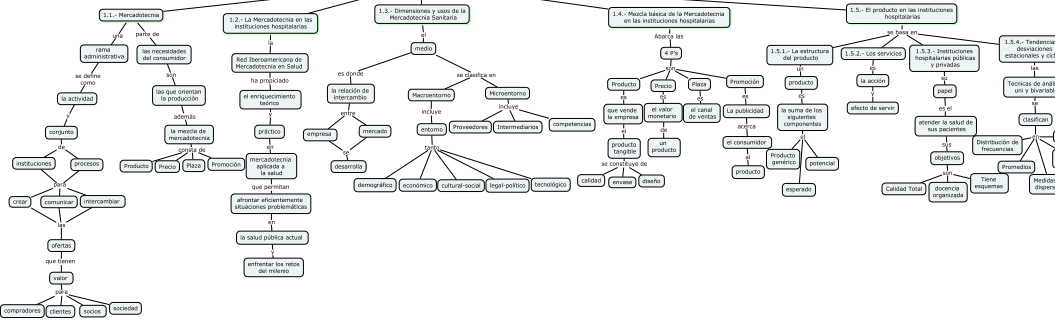 1.1.- Mercadotecnia
una
parte de
rama
administrativa
las necesidades
del consumidor
se define
como
son
la actividad
las que orientan
la producción
y
además
conjunto
la mezcla de
mercadotecnia
de
consta de
instituciones
procesos
Producto
Precio
Plaza
Promoción
para
crear
comunicar
intercambiar
las
ofertas
que tienen
valor
para
compradores
clientes
socios
sociedad
1.2.- La Mercadotecnia en las
instituciones hospitalarias
la
Red Iberoamericana de
Mercadotecnia en Salud
ha propiciado
el enriquecimiento
teórico
y
práctico
en
mercadotecnia
aplicada a
la salud
que permitan
afrontar eficientemente
situaciones problemáticas
en
la salud pública actual
y
enfrentar los retos
del milenio
1.3.- Dimensiones y usos de la
Mercadotecnia Sanitaria
el
medio
es donde
se clasifica en
la relación de
intercambio
Macroentorno
Microentorno
entre
incluye
incluye
empresa
mercado
entorno
Proveedores
Intermediarios
competencias
se
tanto
desarrolla
demográfico
económico
cultural-social
legal-político
tecnológico
1.4.- Mezcla básica de la Mercadotecnia
en las instituciones hospitalarias
Abarca las
4 P's
son
Producto
Precio
Plaza
Promoción
es
es
es
es
que vende
la empresa
el valor
monetario
el canal
de ventas
La publicidad
el
de
acerca
producto
tangible
un
producto
el consumidor
se constituye de
al
calidad
envase
diseño
producto
1.5.- El producto en las instituciones
hospitalarias
se basa en
1.5.1.- La estructura
del producto
1.5.2.- Los servicios
1.5.3.- Instituciones
hospitalarias públicas
y privadas
1.5.4.- Tendencia
desviaciones
estacionales y cícl
un
es
su
las
producto
la acción
papel
Tecnicas de anál
uni y bivariabl
es
y
es el
se
la suma de los
siguientes
componentes
efecto de servir
atender la salud de
sus pacientes
clasifican
el
sus
en
Producto
genérico
potencial
objetivos
Distribución de
frecuencias
esperado
son
Promedios
Calidad Total
docencia
organizada
Tiene
esquemas
Medidas
dispers